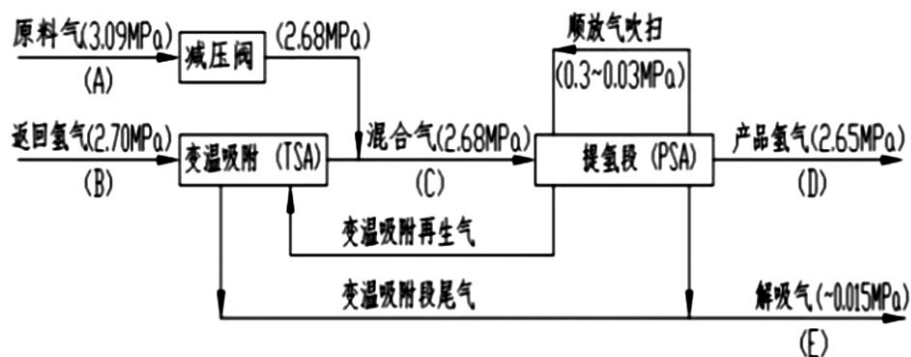 原料气(3.09MPa)
(2.68MPa)
顺放气吹扫
减压阀
(0.3~0.03MPa)
(A)
返回氢气(2.70MPa)
混合气(2.68MPa)
产品氢气(2.65MPa)
变温吸附(TSA)
提氢段(PSA)
(B)
(C)
(D)
变温吸附再生气
变温吸附段尾气
解吸气(~0.015MPa)
(E)